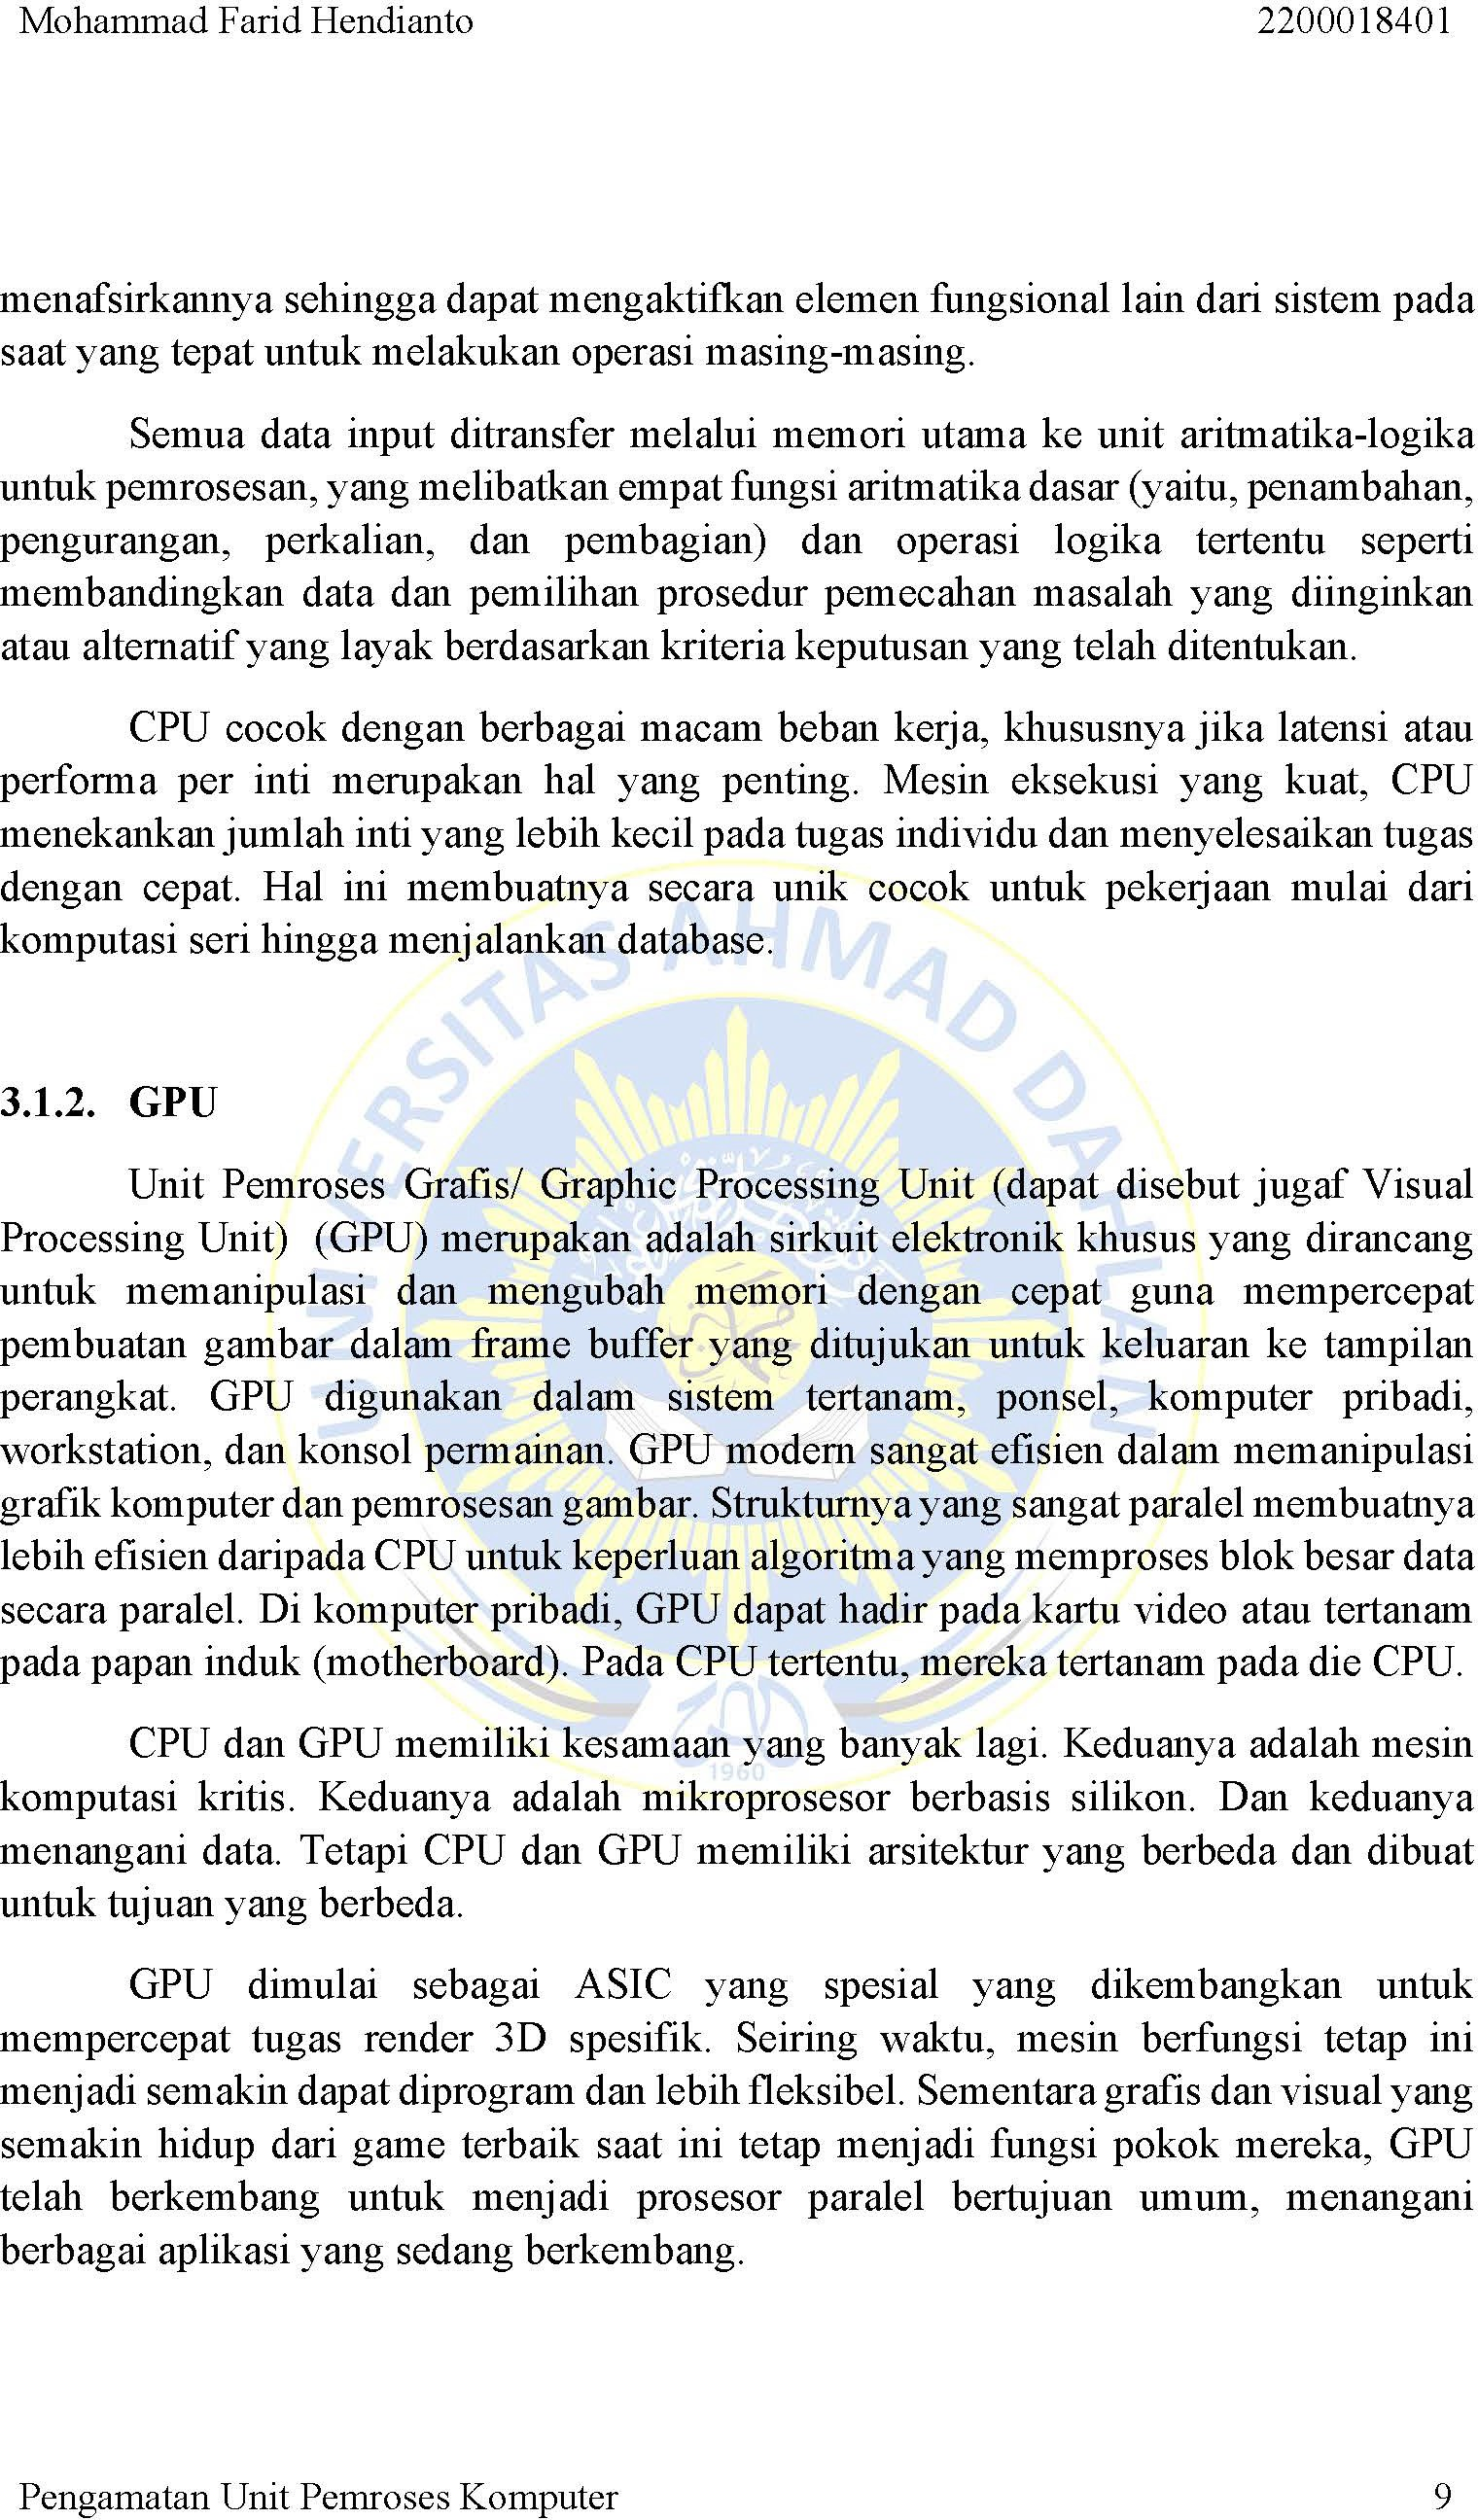 Mohammad Farid Hendianto 2200018401
menafsirkannya sehingga dapat mengaktifkan elemen fungsional lain dari sistem pada
saat yang tepat untuk melakukan operasi masing-masing.
Semua data input ditransfer melalui memori utama ke unit aritmatika-logika
untuk pemrosesan, yang melibatkan empat fungsi aritmatika dasar (yaitu, penambahan,
pengurangan, perkalian, dan pembagian) dan operasi logika tertentu seperti
membandingkan data dan pemilihan prosedur pemecahan masalah yang diinginkan
atau alternatif yang layak berdasarkan kriteria keputusan yang telah ditentukan.
CPU cocok dengan berbagai macam beban kerja, khususnya jika latensi atau
performa per inti merupakan hal yang penting. Mesin eksekusi yang kuat, CPU
menekankan jumlah inti yang lebih kecil pada tugas individu dan menyelesaikan tugas
dengan cepat. Hal ini membuatnya secara unik cocok untuk pekerjaan mulai dari
komputasi seri hingga menjalankan database.
UNIVERSITAS AHMAD DAHLAN
3.1.2. GPU
Unit Pemroses Grafis/ Graphic Processing Unit (dapat disebut jugaf Visual
Processing Unit) (GPU) merupakan adalah sirkuit elektronik khusus yang dirancang
untuk memanipulasi dan mengubah memori dengan cepat guna mempercepat
pembuatan gambar dalam frame buffer yang ditujukan untuk keluaran ke tampilan
perangkat. GPU digunakan dalam sistem tertanam, ponsel, komputer pribadi,
workstation, dan konsol permainan. GPU modern sangat efisien dalam memanipulasi
grafik komputer dan pemrosesan gambar. Strukturnya yang sangat paralel membuatnya
lebih efisien daripada CPU untuk keperluan algoritma yang memproses blok besar data
secara paralel. Di komputer pribadi, GPU dapat hadir pada kartu video atau tertanam
pada papan induk (motherboard). Pada CPU tertentu, mereka tertanam pada die CPU.
CPU dan GPU memiliki kesamaan yang banyak lagi. Keduanya adalah mesin
1960
komputasi kritis. Keduanya adalah mikroprosesor berbasis silikon. Dan keduanya
menangani data. Tetapi CPU dan GPU memiliki arsitektur yang berbeda dan dibuat
untuk tujuan yang berbeda.
GPU dimulai sebagai ASIC yang spesial yang dikembangkan untuk
mempercepat tugas render 3D spesifik. Seiring waktu, mesin berfungsi tetap ini
menjadi semakin dapat diprogram dan lebih fleksibel. Sementara grafis dan visual yang
semakin hidup dari game terbaik saat ini tetap menjadi fungsi pokok mereka, GPU
telah berkembang untuk menjadi prosesor paralel bertujuan umum, menangani
berbagai aplikasi yang sedang berkembang.
Pengamatan Unit Pemroses Komputer 9